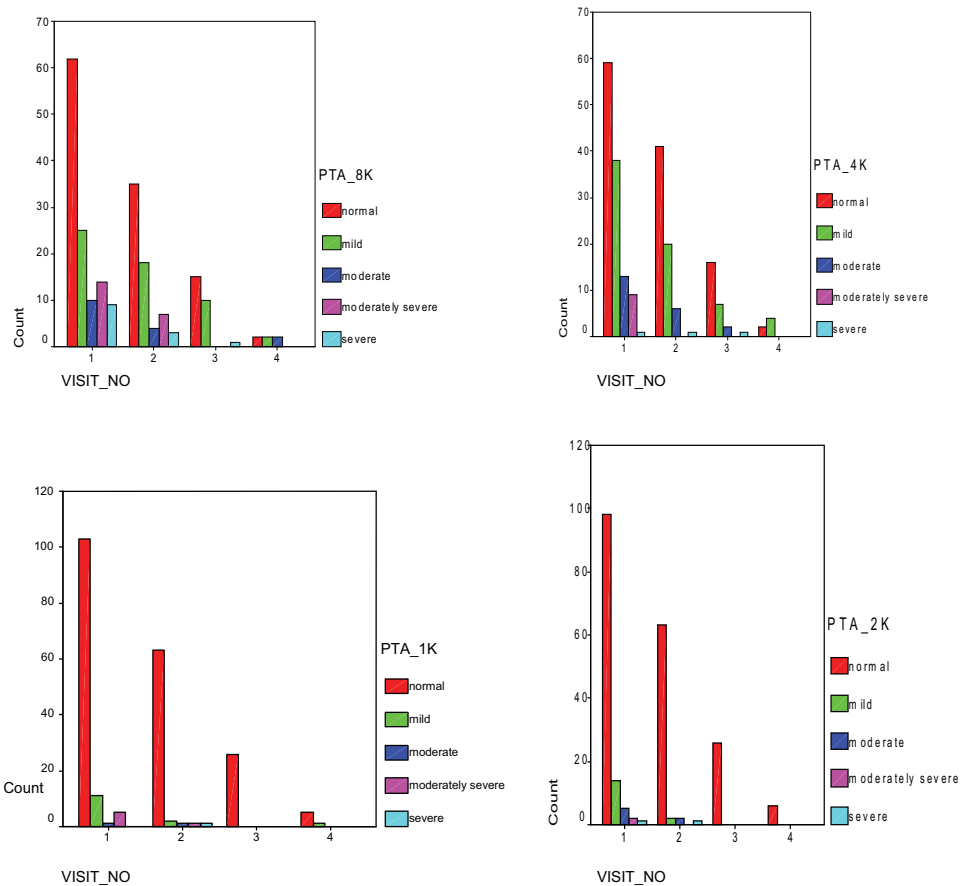 70
60
50
40
30
20
10
0
Count
1 2 3 4
VISIT_NO
PTA_8K
normal
mild
moderate
moderately severe
severe
70
60
50
40
30
20
10
0
Count
1 2 3 4
VISIT_NO
PTA_4K
normal
mild
moderate
moderately severe
severe
120
100
80
60
40
20
0
Count
1 2 3 4
VISIT_NO
PTA_1K
normal
mild
moderate
moderately severe
severe
120
100
80
60
40
20
0
Count
1 2 3 4
VISIT_NO
PTA_2K
normal
mild
moderate
moderately severe
severe